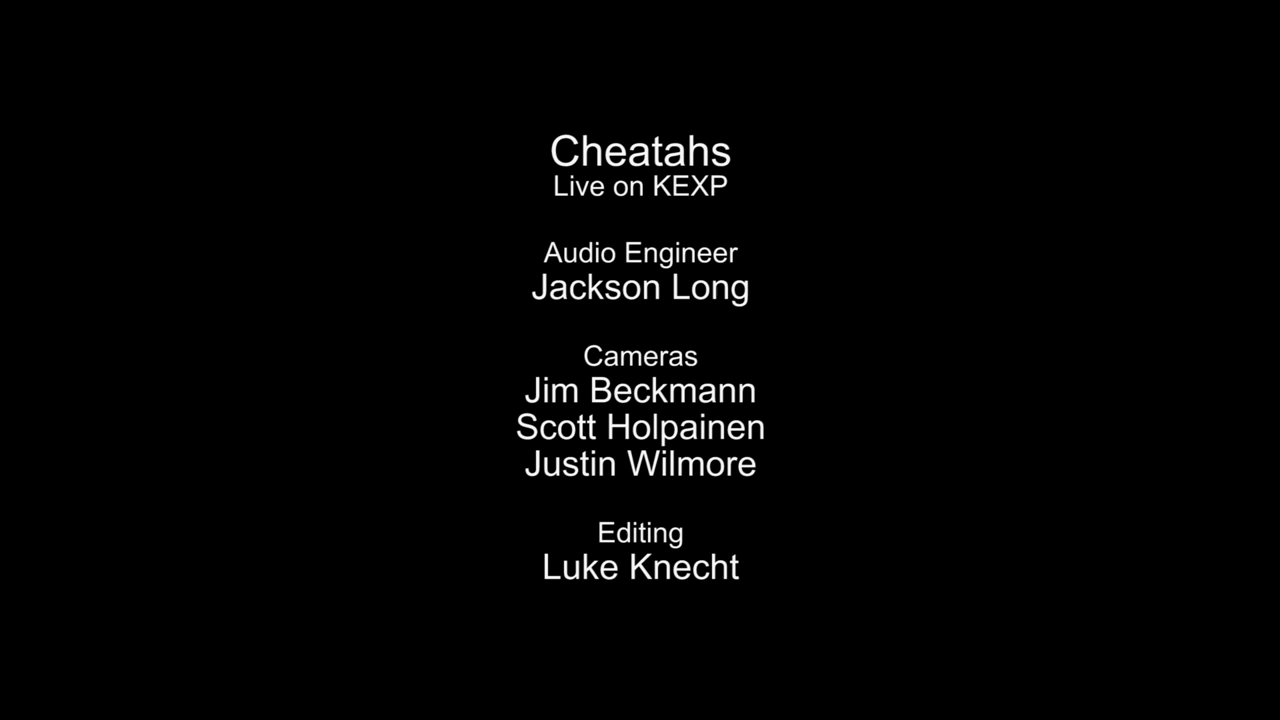 Cheatahs
Live on KEXP
Audio Engineer
Jackson Long
Cameras
Jim Beckmann
Scott Holpainen
Justin Wilmore
Editing
Luke Knecht